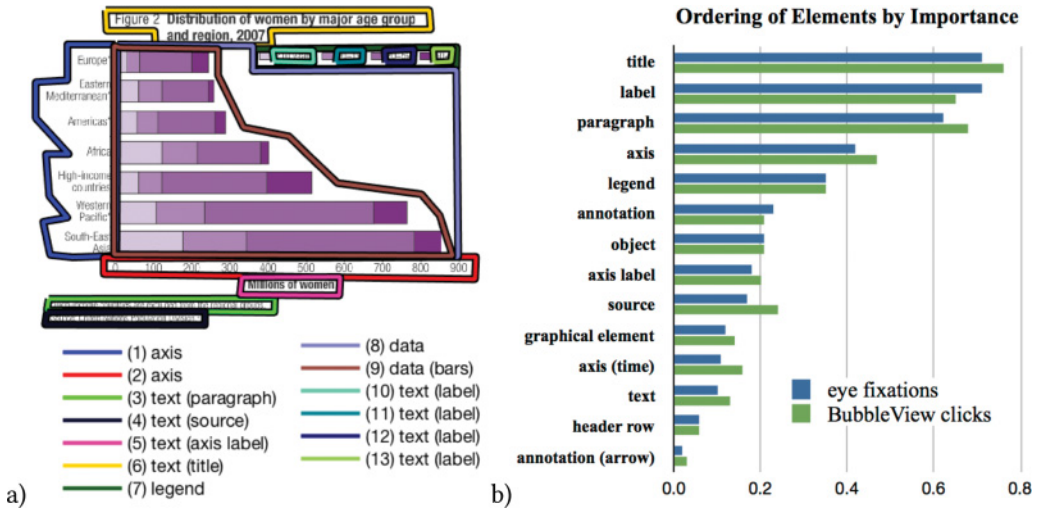 Figure 2 Distribution of women by major age group
and region, 2007
Europe*
Eastern
Mediterranean*
Americas*
Africa
High-income
countries
Western
Pacific*
South-East
Asia
0 100 200 300 400 500 600 700 800 900
Millions of women
(1) axis
(2) axis
(3) text (paragraph)
(4) text (source)
(5) text (axis label)
(6) text (title)
(7) legend
(8) data
(9) data (bars)
(10) text (label)
(11) text (label)
(12) text (label)
(13) text (label)
a)
Ordering of Elements by Importance
title
label
paragraph
axis
legend
annotation
object
axis label
source
graphical element
axis (time)
text
header row
annotation (arrow)
eye fixations
BubbleView clicks
0.0 0.2 0.4 0.6 0.8
b)